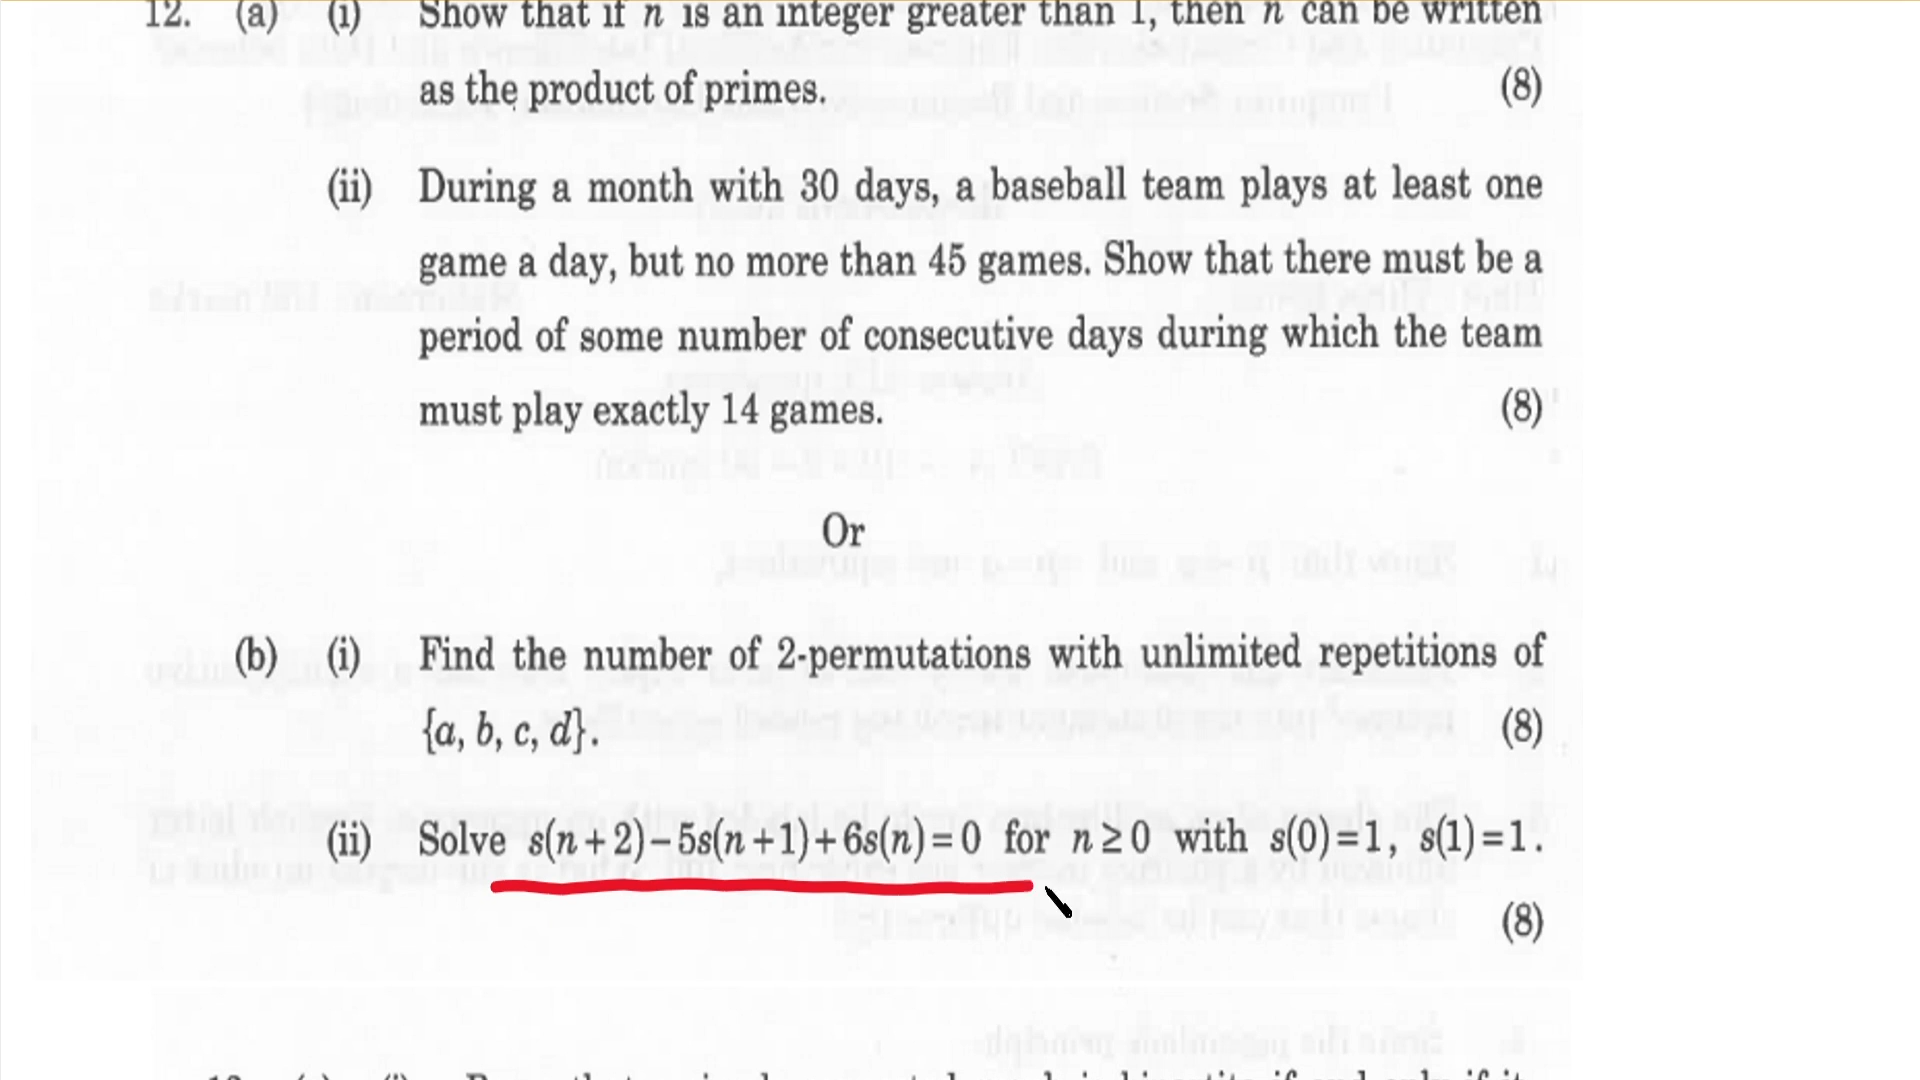 12. (a) (i) Show that if n is an integer greater than 1, then n can be written
as the product of primes. (8)
(ii) During a month with 30 days, a baseball team plays at least one
game a day, but no more than 45 games. Show that there must be a
period of some number of consecutive days during which the team
must play exactly 14 games. (8)
Or
(b) (i) Find the number of 2-permutations with unlimited repetitions of
{a, b, c, d}. (8)
(ii) Solve s(n+2)−5s(n+1)+6s(n)=0 for n≥0 with s(0)=1, s(1)=1.
(8)